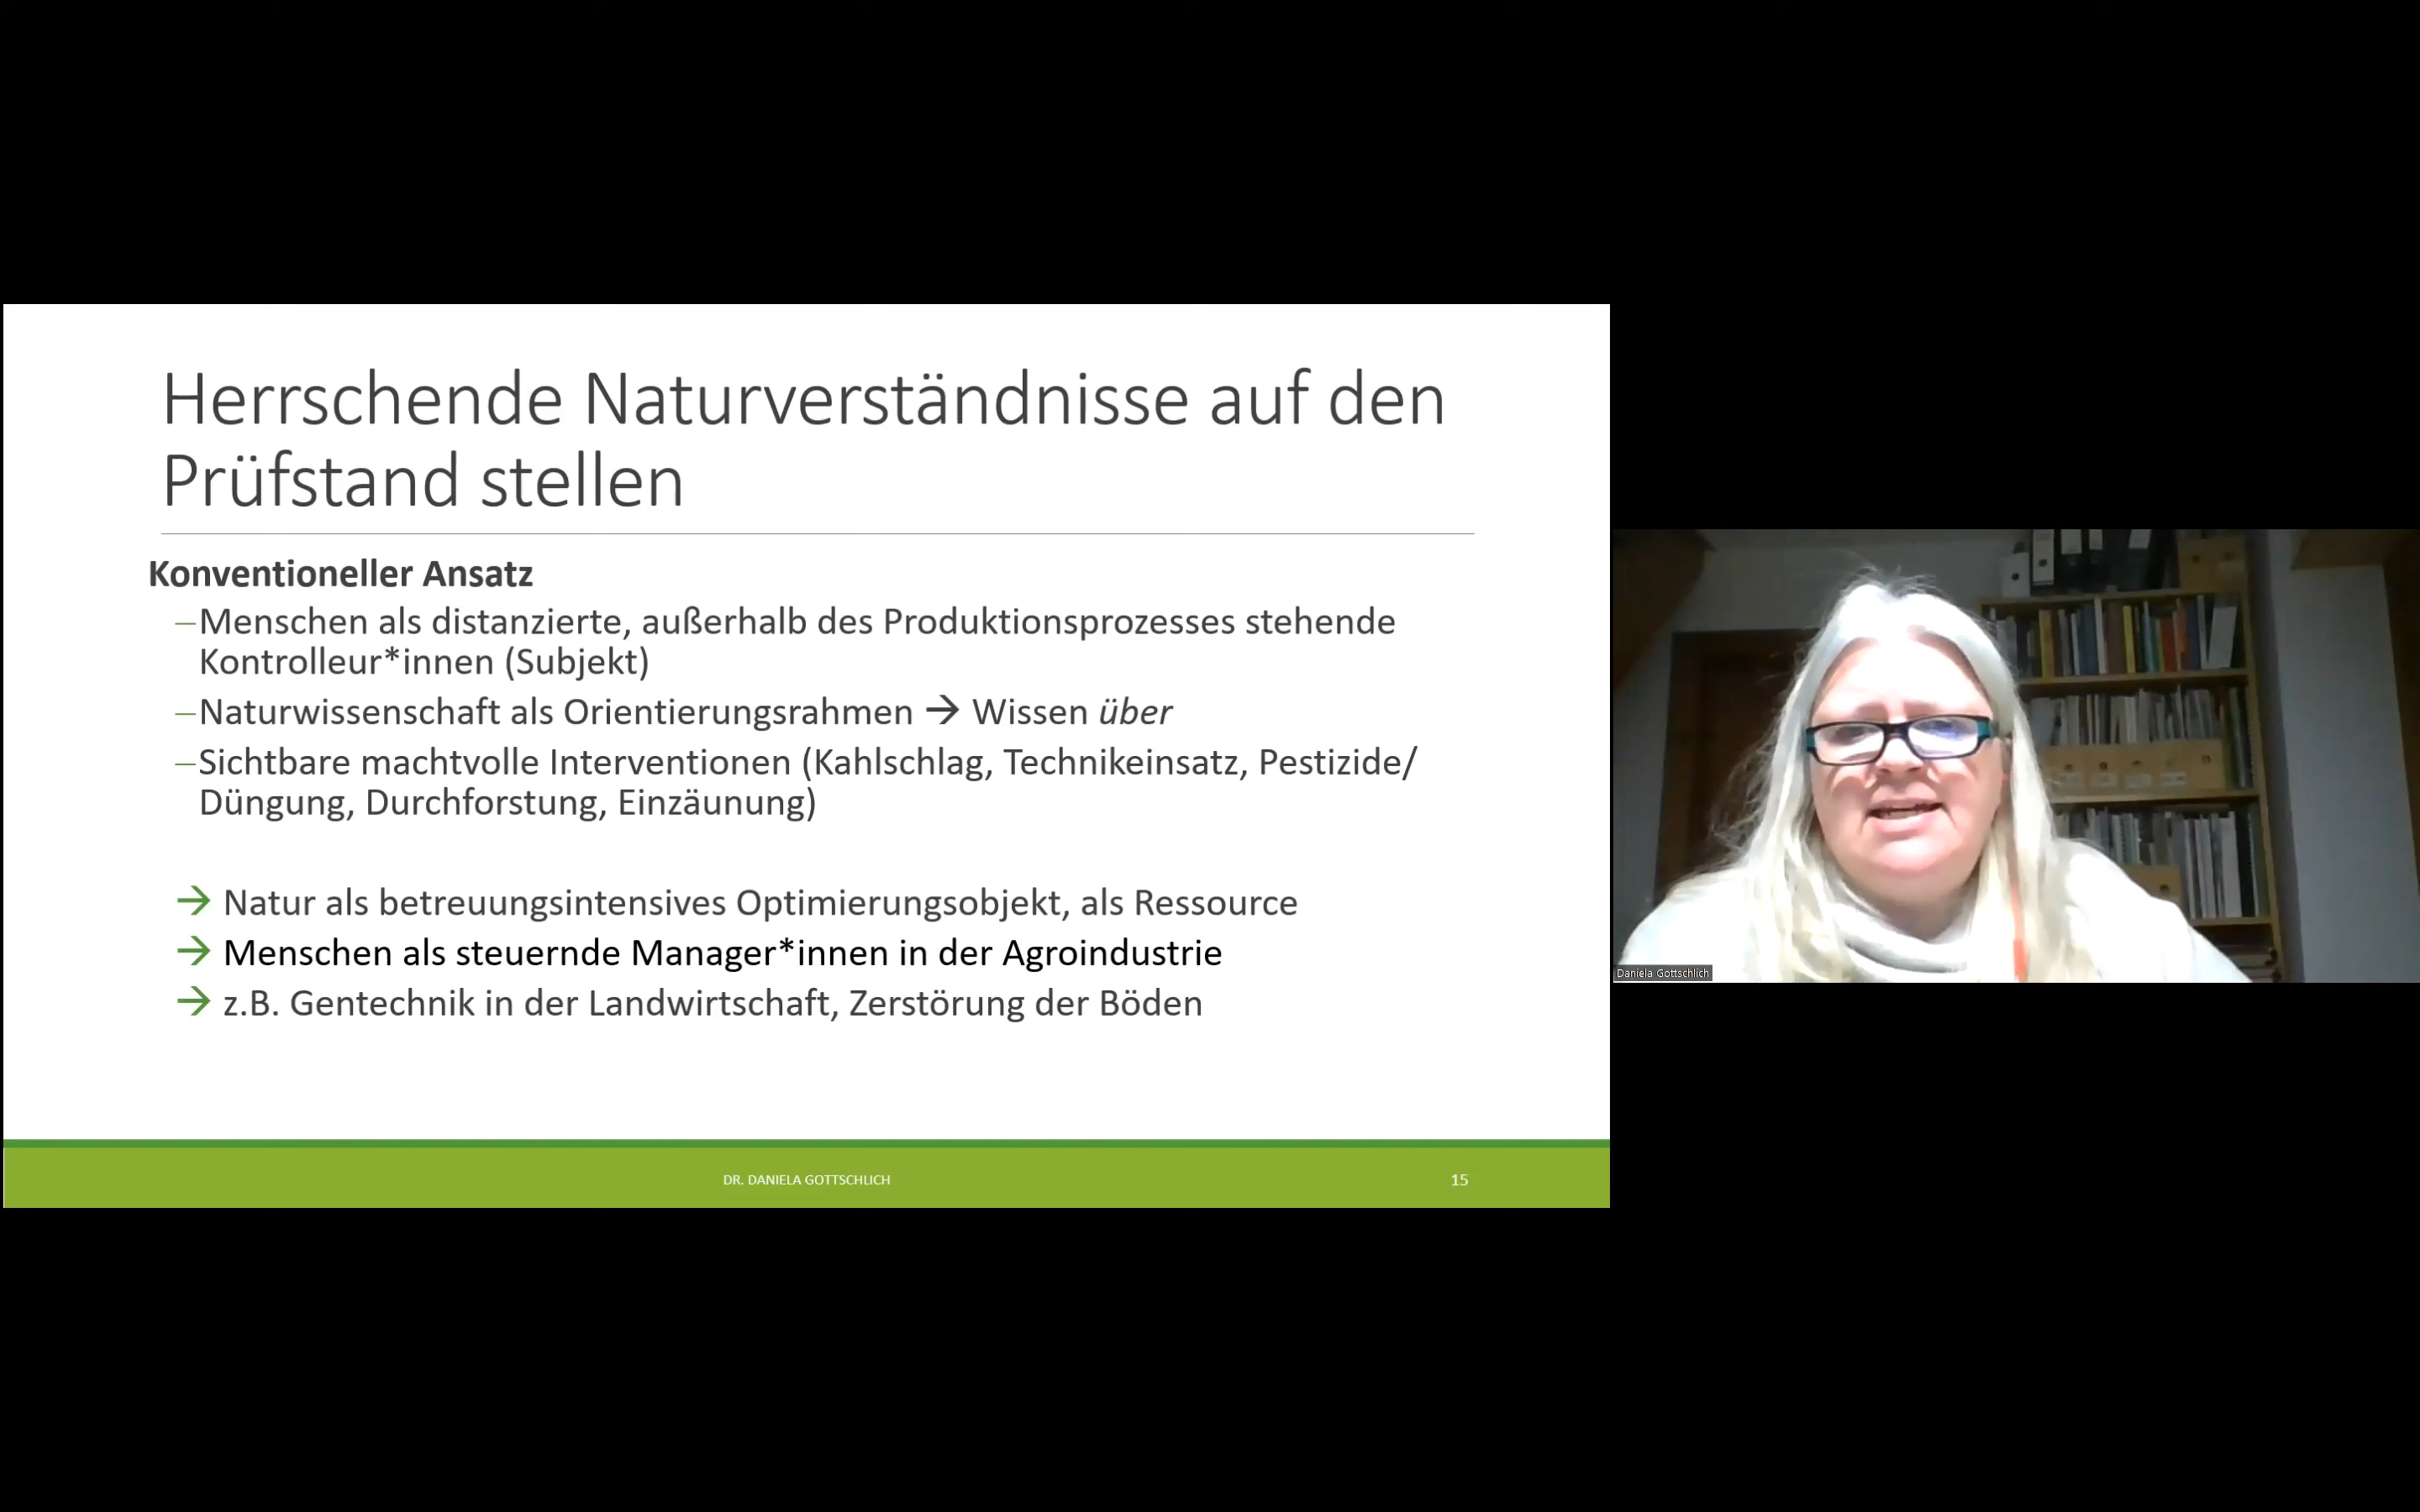 Herrschende Naturverständnisse auf den
Prüfstand stellen
Konventioneller Ansatz
–Menschen als distanzierte, außerhalb des Produktionsprozesses stehende
Kontrolleur*innen (Subjekt)
–Naturwissenschaft als Orientierungsrahmen → Wissen über
–Sichtbare machtvolle Interventionen (Kahlschlag, Technikeinsatz, Pestizide/
Düngung, Durchforstung, Einzäunung)
→ Natur als betreuungsintensives Optimierungsobjekt, als Ressource
→ Menschen als steuernde Manager*innen in der Agroindustrie
→ z.B. Gentechnik in der Landwirtschaft, Zerstörung der Böden
DR. DANIELA GOTTSCHLICH
15
Daniela Gottschlich